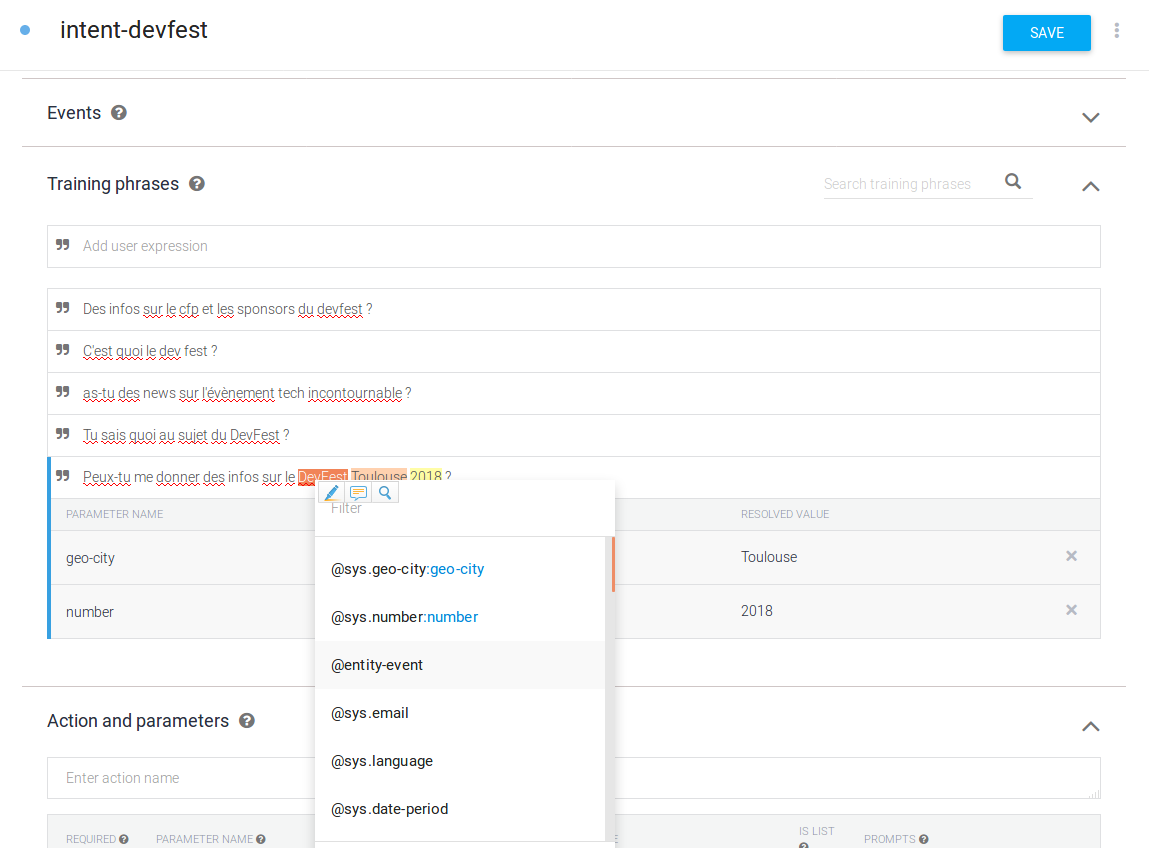 intent-devfest
SAVE
Events
Training phrases
Search training phrases
Add user expression
Des infos sur le cfp et les sponsors du devfest ?
C'est quoi le dev fest ?
as-tu des news sur l'évènement tech incontournable ?
Tu sais quoi au sujet du DevFest ?
Peux-tu me donner des infos sur le DevFest Toulouse 2018 ?
Filter
PARAMETER NAME RESOLVED VALUE
geo-city Toulouse
number 2018
@sys.geo-city:geo-city
@sys.number:number
@entity-event
@sys.email
@sys.language
@sys.date-period
Action and parameters
Enter action name
REQUIRED PARAMETER NAME IS LIST PROMPTS